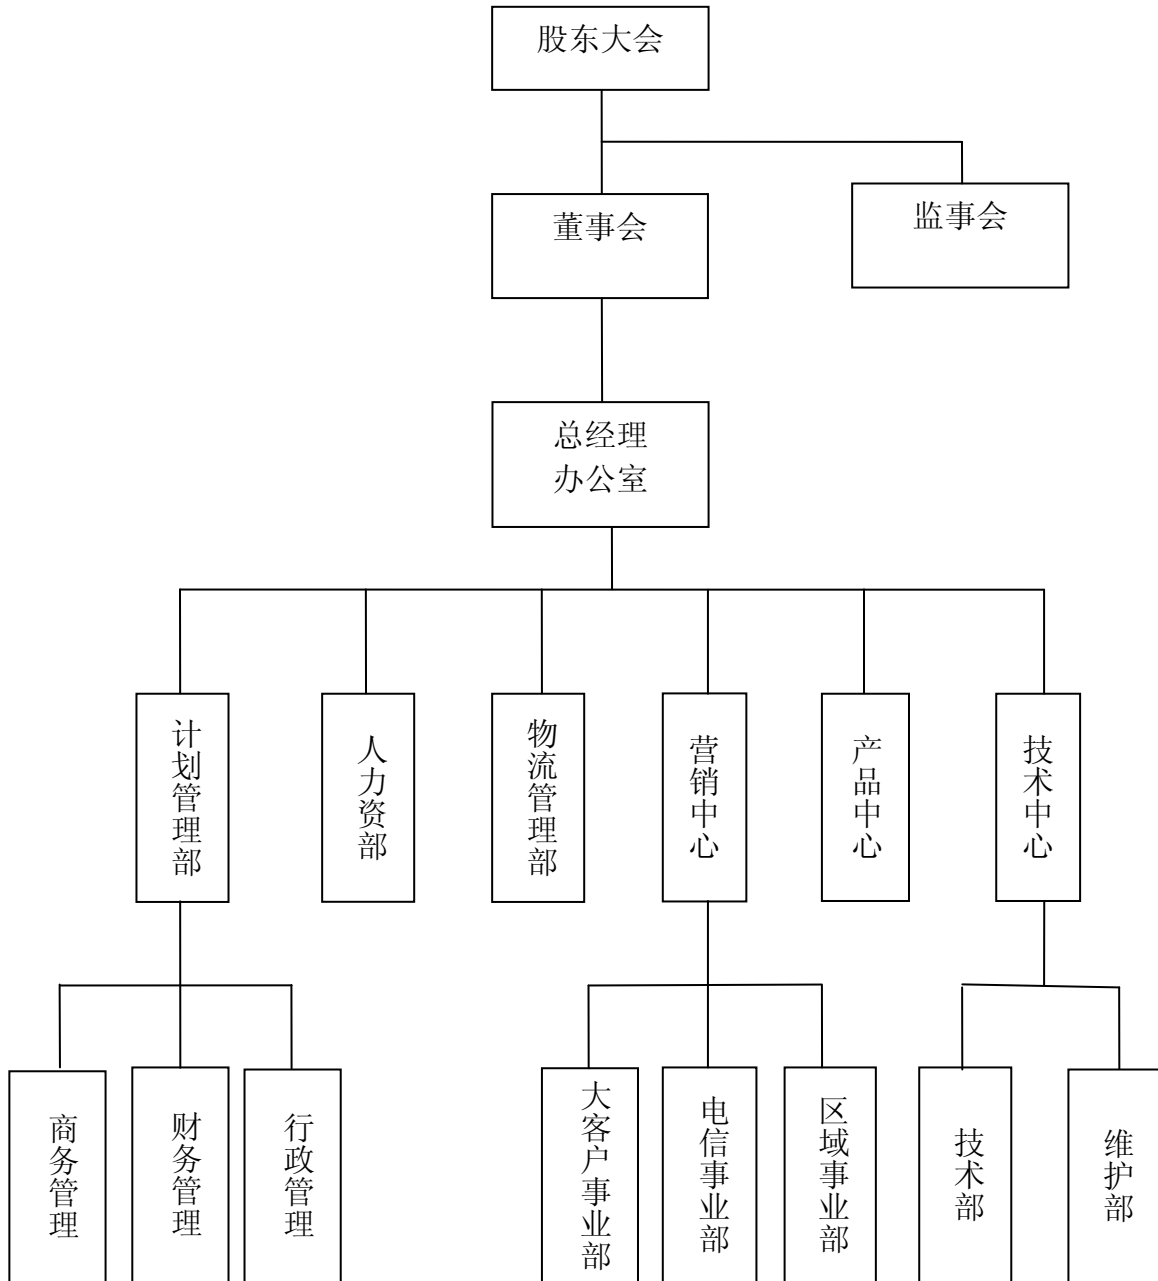 股东大会
董事会
监事会
总经理
办公室
计划管理部
人力资部
物流管理部
营销中心
产品中心
技术中心
商务管理
财务管理
行政管理
大客户事业部
电信事业部
区域事业部
技术部
维护部